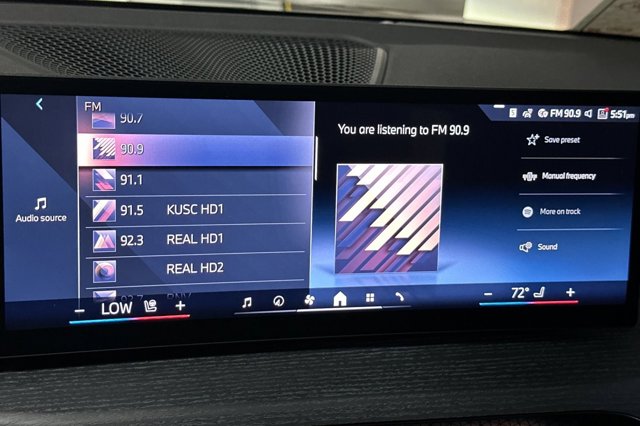 FM
90.7
90.9
91.1
91.5 KUSC HD1
92.3 REAL HD1
REAL HD2
Audio source
You are listening to FM 90.9
FM 90.9
5:51pm
Save preset
Manual frequency
More on track
Sound
- LOW +
- 72° +